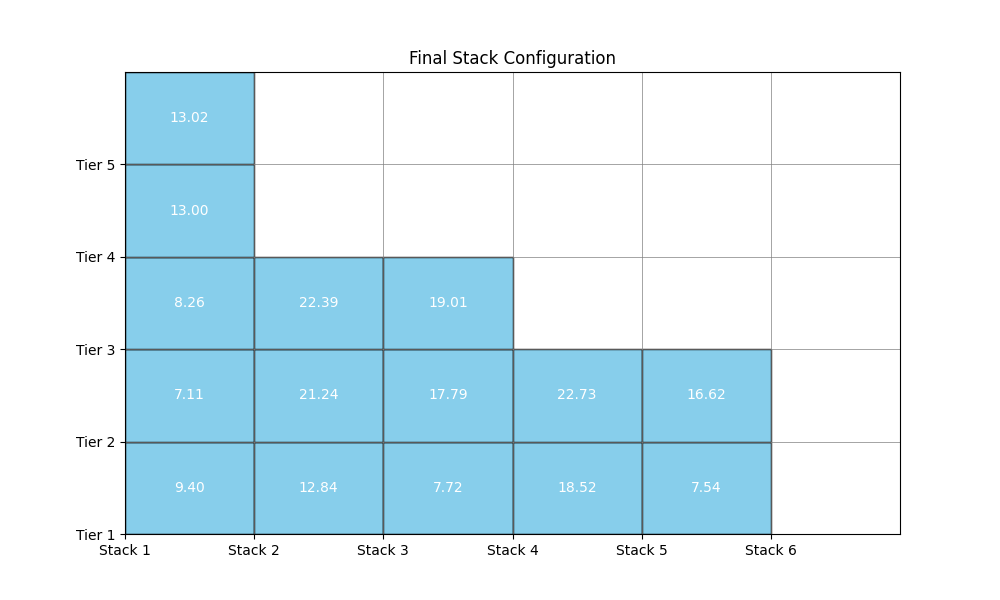 Final Stack Configuration
13.02
Tier 5
13.00
Tier 4
8.26 22.39 19.01
Tier 3
7.11 21.24 17.79 22.73 16.62
Tier 2
9.40 12.84 7.72 18.52 7.54
Tier 1
Stack 1 Stack 2 Stack 3 Stack 4 Stack 5 Stack 6